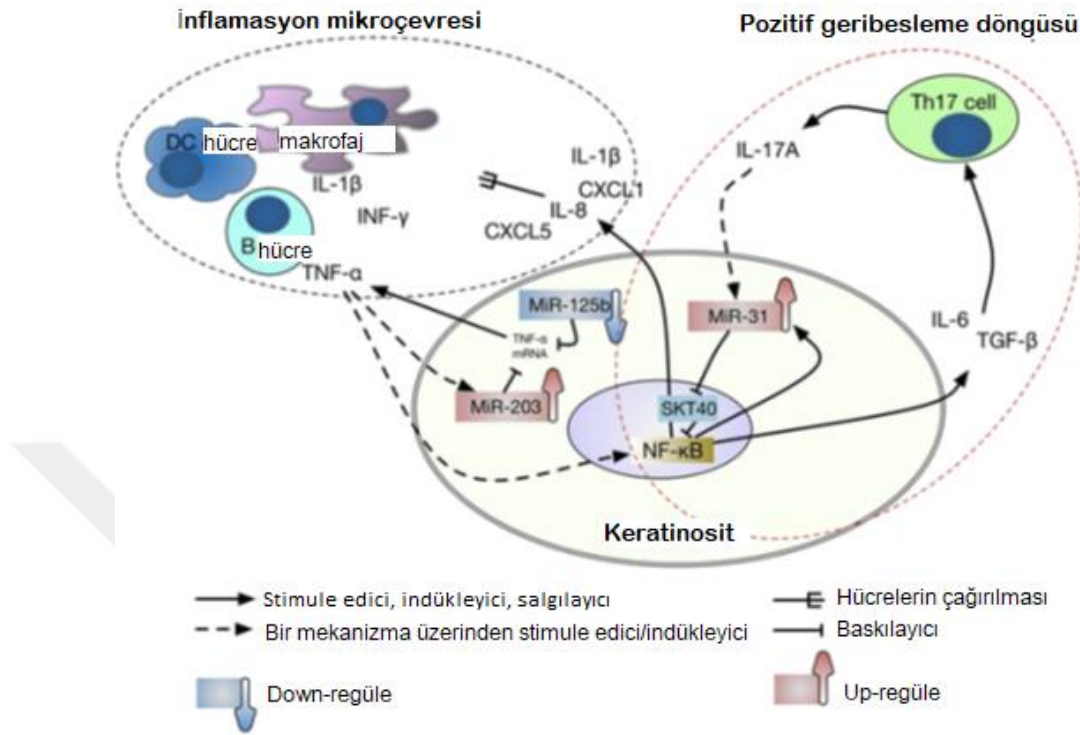 İnflamasyon mikroçevresi
Pozitif geribesleme döngüsü
DC hücre
makrofaj
IL-1β
INF-γ
B hücre
TNF-α
IL-1β
CXCL1
IL-8
CXCL5
IL-17A
Th17 cell
MiR-125b
TNF-α
mRNA
MiR-203
MiR-31
SKT40
NF-κB
IL-6
TGF-β
Keratinosit
Stimule edici, indükleyici, salgılayıcı
Hücrelerin çağırılması
Bir mekanizma üzerinden stimule edici/indükleyici
Baskılayıcı
Down-regüle
Up-regüle